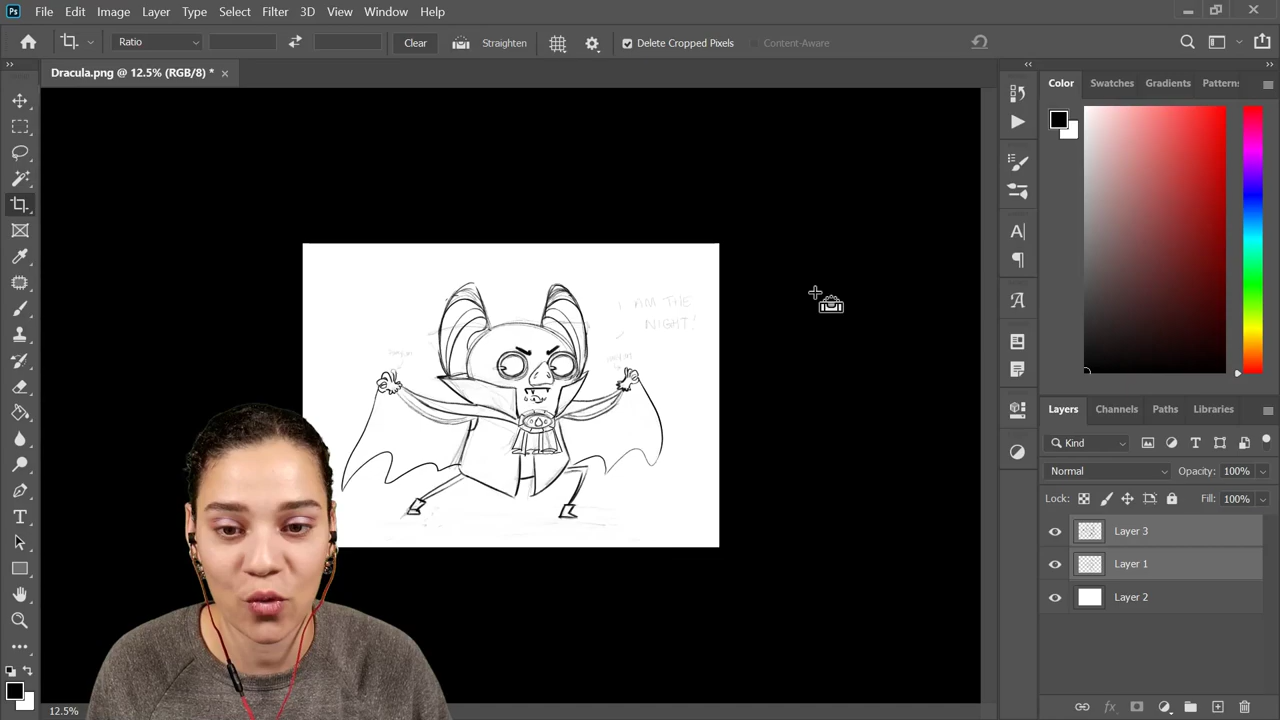 Ps File Edit Image Layer Type Select Filter 3D View Window Help
Ratio Clear Straighten Delete Cropped Pixels Content-Aware
Dracula.png @ 12.5% (RGB/8) *
Color Swatches Gradients Patterns
I AM THE
NIGHT!
Layers Channels Paths Libraries
Kind
Normal Opacity: 100%
Lock: Fill: 100%
Layer 3
Layer 1
Layer 2
12.5%